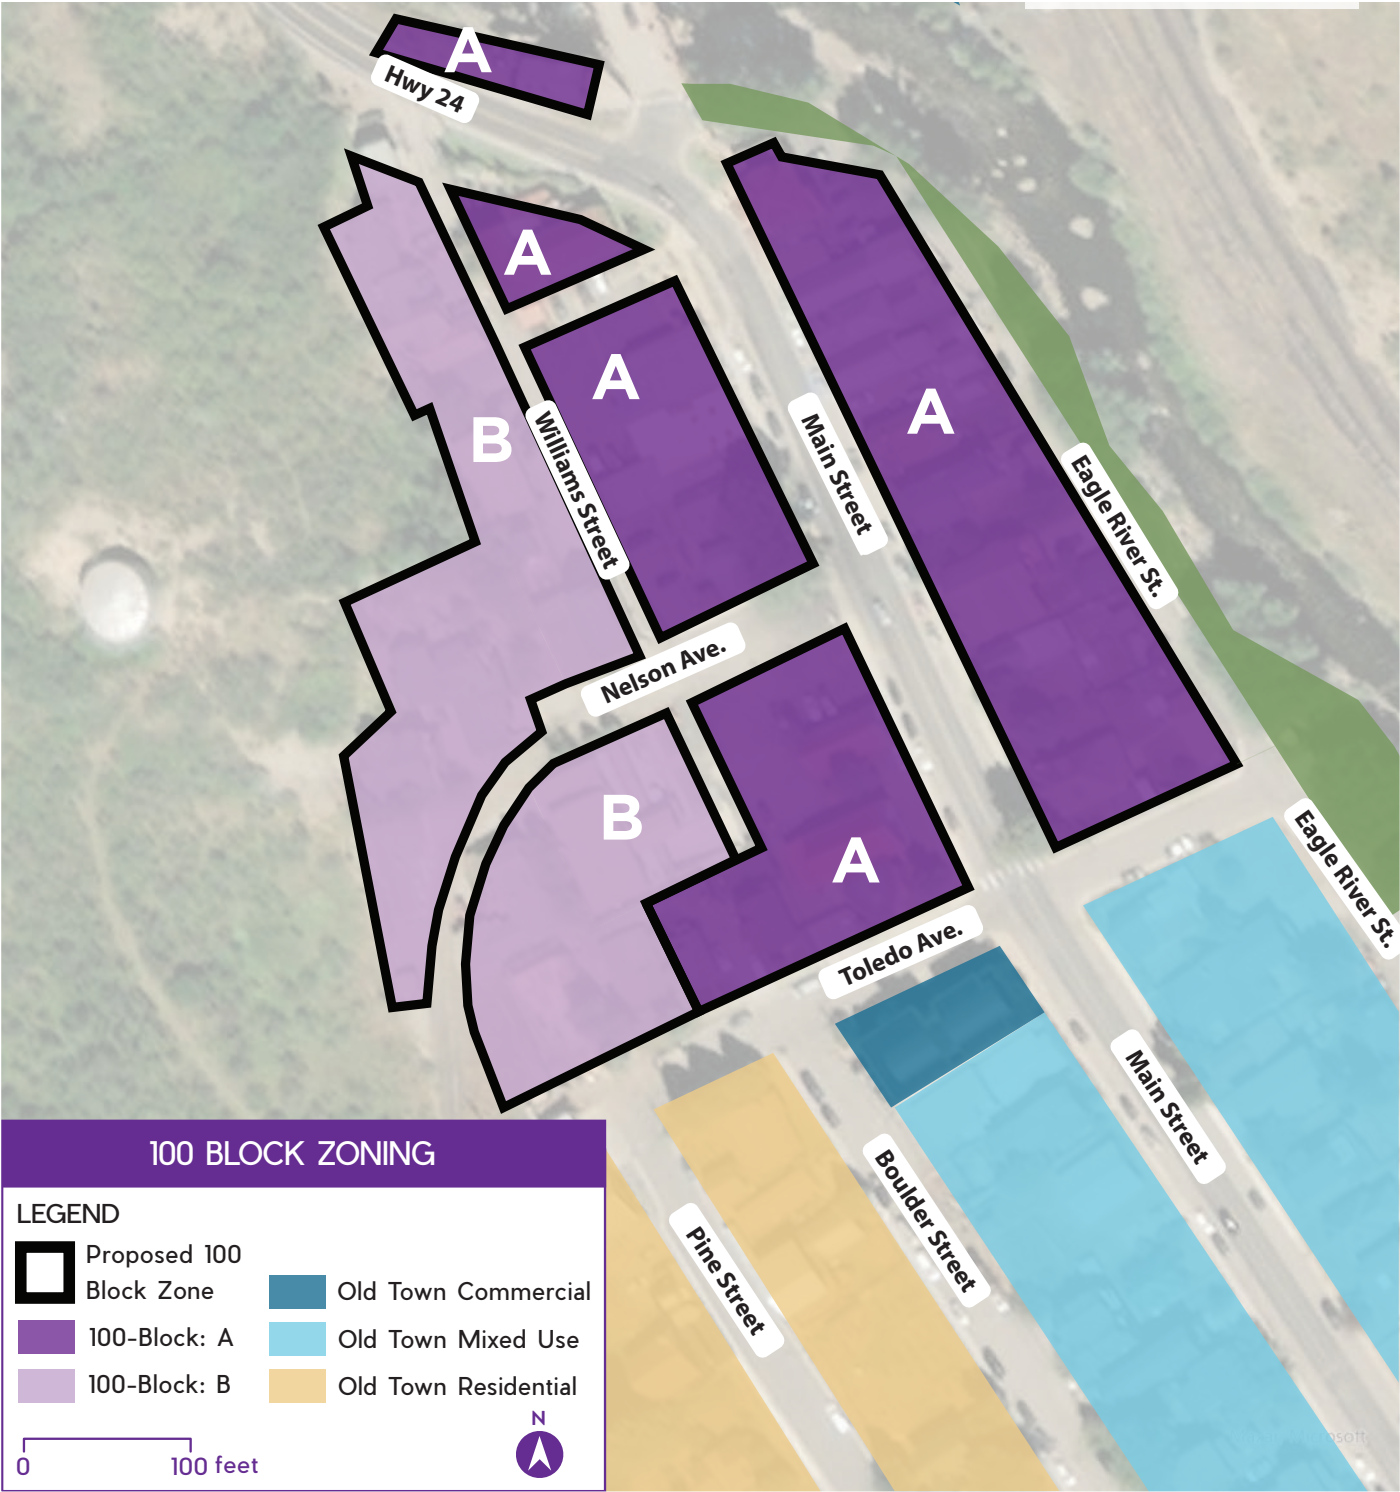 A
Hwy 24
A
A
B
Williams Street
Main Street
A
Eagle River St.
Nelson Ave.
B
A
Eagle River St.
Toledo Ave.
Main Street
Boulder Street
Pine Street
100 BLOCK ZONING
LEGEND
Proposed 100
Block Zone
100-Block: A
100-Block: B
Old Town Commercial
Old Town Mixed Use
Old Town Residential
N
0 100 feet